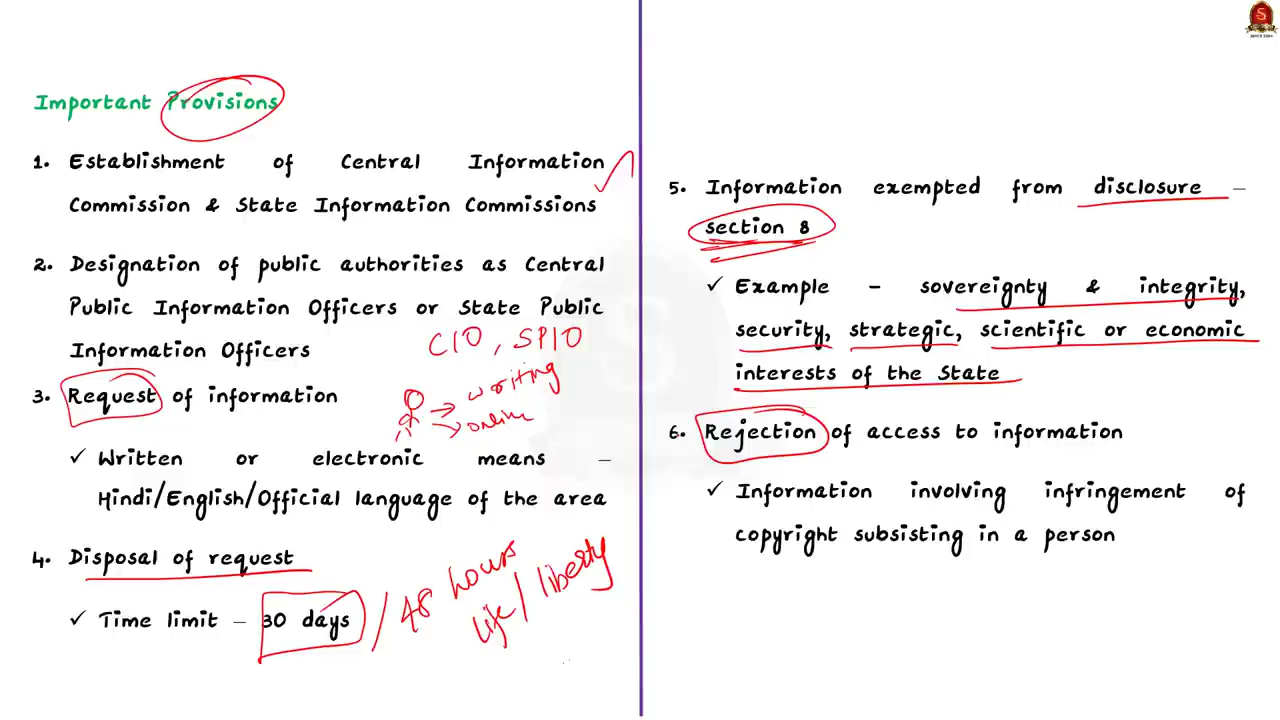 Important Provisions
1. Establishment of Central Information
Commission & State Information Commissions
2. Designation of public authorities as Central
Public Information Officers or State Public
Information Officers
CIO, SPIO
3. Request of information
writing
online
✓ Written or electronic means –
Hindi/English/Official language of the area
4. Disposal of request
✓ Time limit – 30 days / 48 hours
life/liberty
5. Information exempted from disclosure –
section 8
✓ Example – sovereignty & integrity,
security, strategic, scientific or economic
interests of the State
6. Rejection of access to information
✓ Information involving infringement of
copyright subsisting in a person
S
SINCE 2004